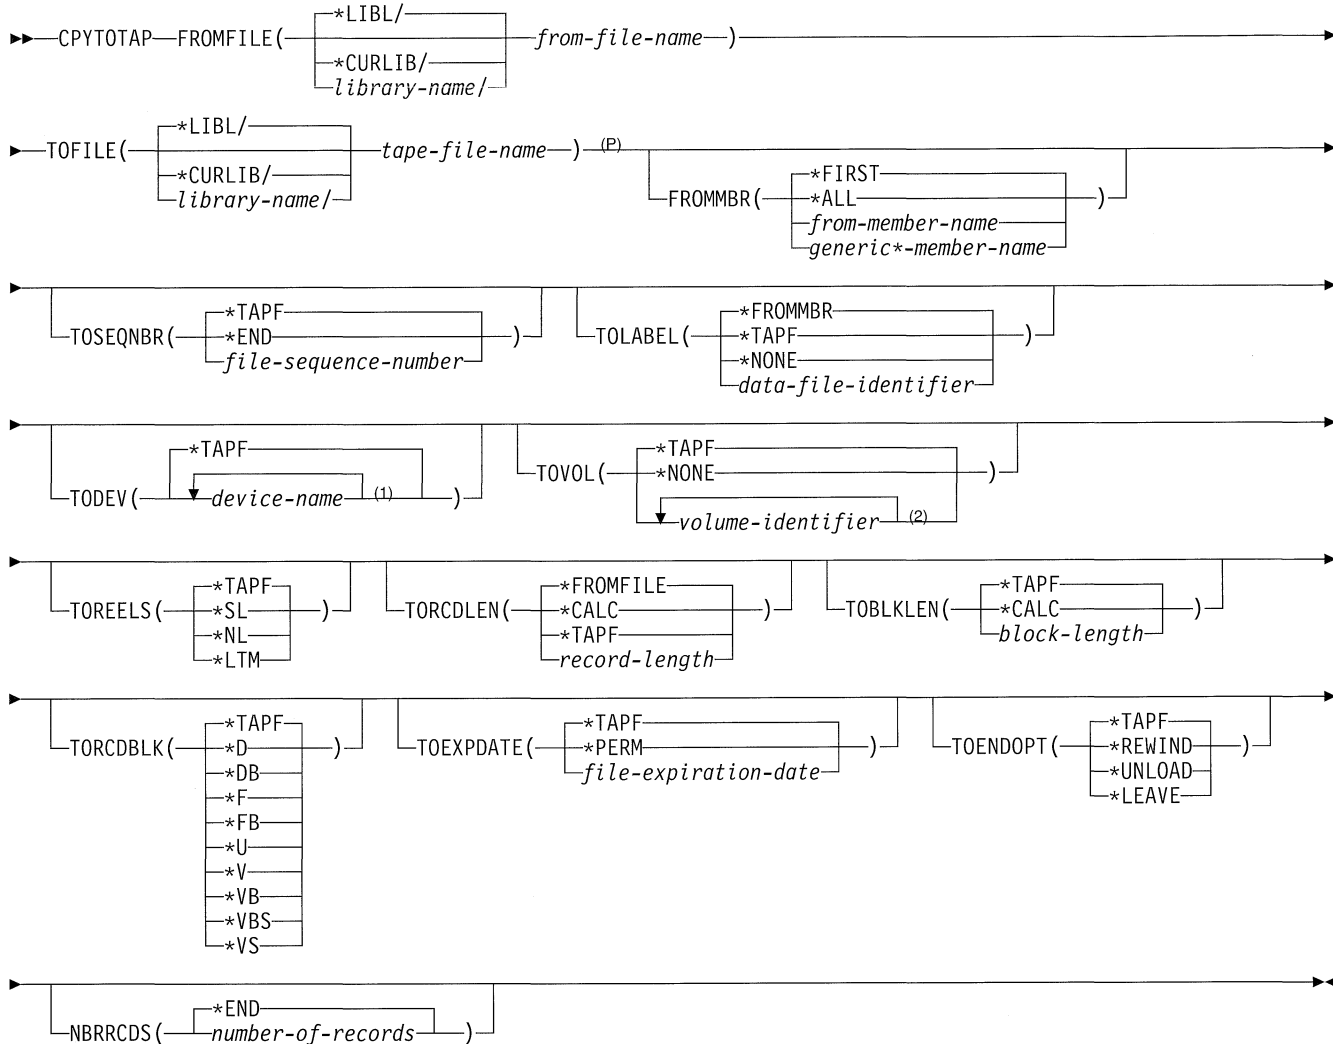 *LIBL/
CPYTOTAP FROMFILE( from-file-name )
*CURLIB/
library-name/
*LIBL/
TOFILE( tape-file-name ) (P)
*CURLIB/
library-name/
FROMMBR(
*FIRST
*ALL )
from-member-name
generic*-member-name
TOSEQNBR(
*TAPF
*END )
file-sequence-number
TOLABEL(
*FROMMBR
*TAPF )
*NONE
data-file-identifier
TODEV(
*TAPF
device-name (1) )
TOVOL(
*TAPF
*NONE )
volume-identifier (2)
TOREELS(
*TAPF
*SL )
*NL
*LTM
TORCDLEN(
*FROMFILE
*CALC )
*TAPF
record-length
TOBLKLEN(
*TAPF
*CALC )
block-length
TORCDBLK(
*TAPF
*D )
*DB
*F
*FB
*U
*V
*VB
*VBS
*VS
TOEXPDATE(
*TAPF
*PERM )
file-expiration-date
TOENDOPT(
*TAPF
*REWIND )
*UNLOAD
*LEAVE
NBRRCDS(
*END
number-of-records )